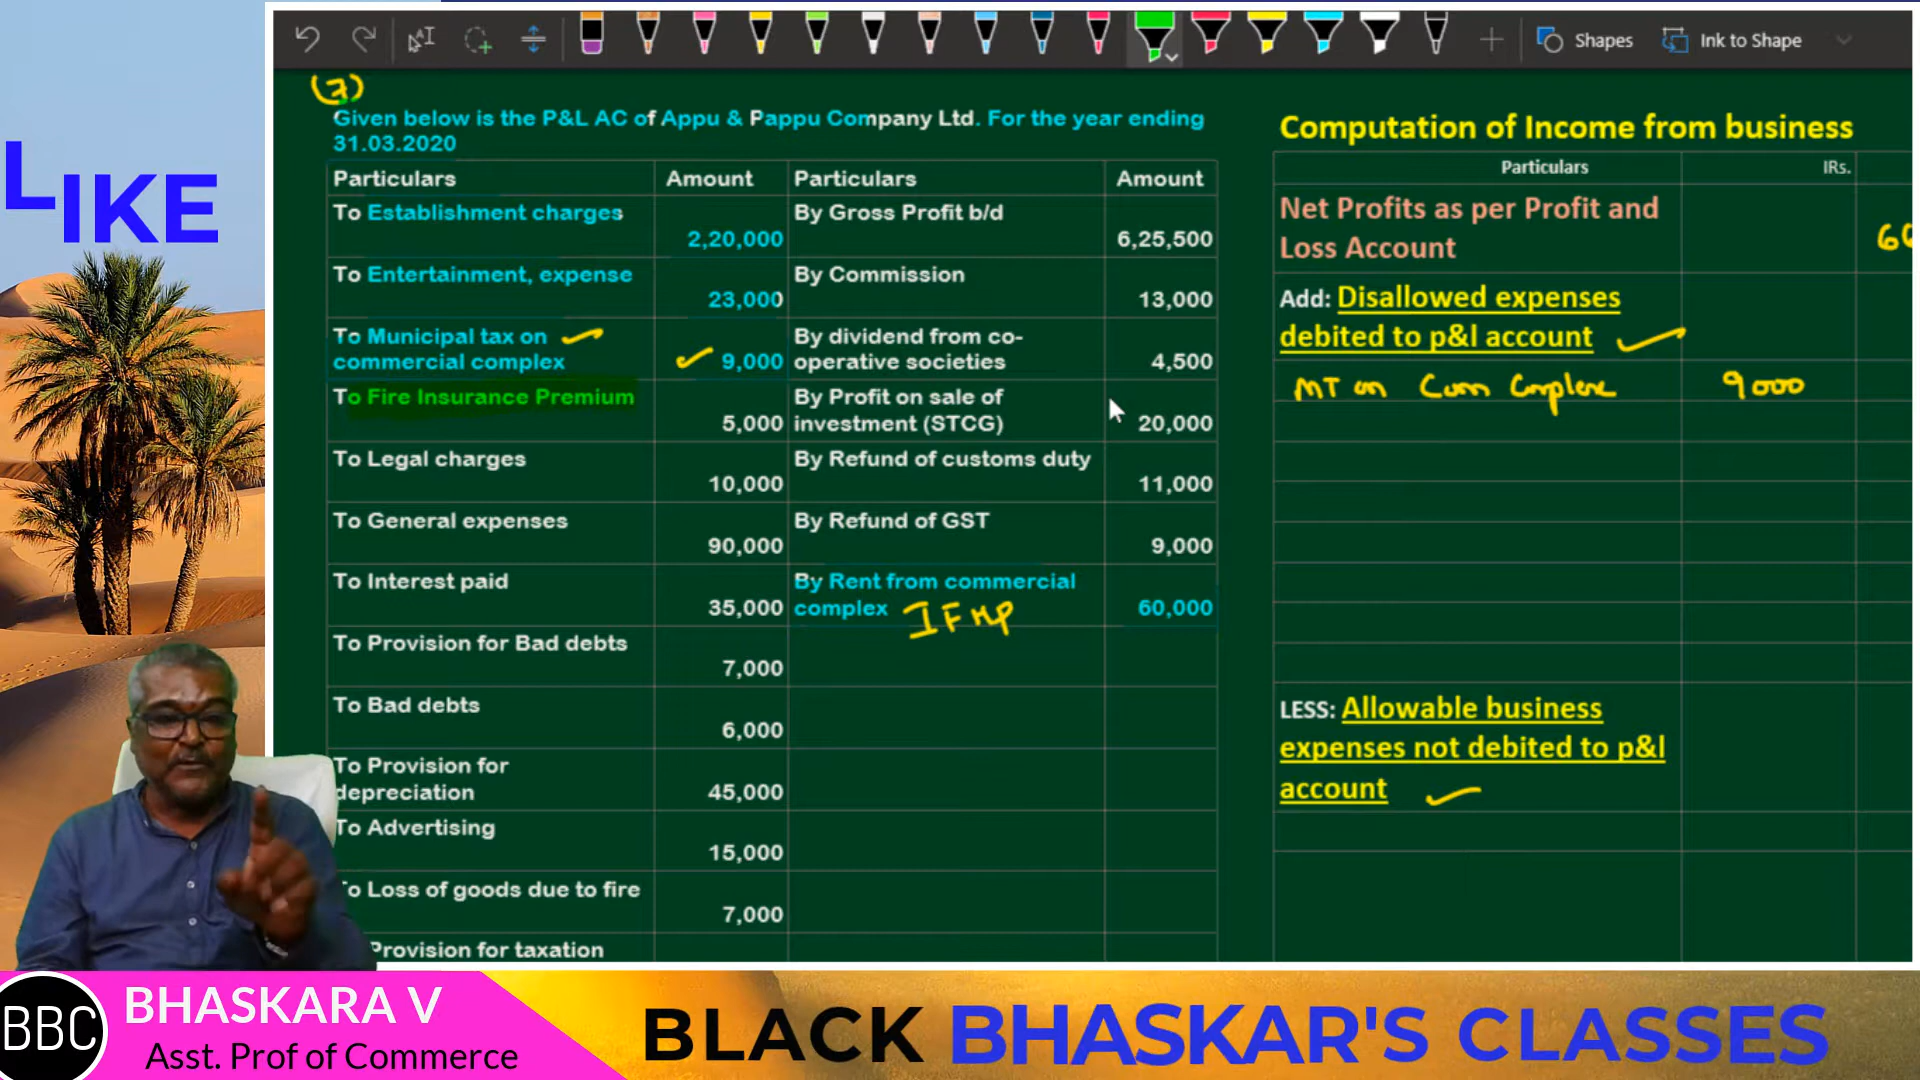 LIKE
Shapes
Ink to Shape
(7)
Given below is the P&L AC of Appu & Pappu Company Ltd. For the year ending
31.03.2020
Particulars Amount Particulars Amount
To Establishment charges 2,20,000 By Gross Profit b/d 6,25,500
To Entertainment, expense 23,000 By Commission 13,000
To Municipal tax on
commercial complex 9,000 By dividend from co-
operative societies 4,500
To Fire Insurance Premium 5,000 By Profit on sale of
investment (STCG) 20,000
To Legal charges 10,000 By Refund of customs duty 11,000
To General expenses 90,000 By Refund of GST 9,000
To Interest paid 35,000 By Rent from commercial
complex 60,000
IFHP
To Provision for Bad debts 7,000
To Bad debts 6,000
To Provision for
depreciation 45,000
To Advertising 15,000
To Loss of goods due to fire 7,000
Provision for taxation
Computation of Income from business
Particulars IRs.
Net Profits as per Profit and
Loss Account
Add: Disallowed expenses
debited to p&l account
MT on Com Complex 9000
LESS: Allowable business
expenses not debited to p&l
account
BBC
BHASKARA V
Asst. Prof of Commerce
BLACK BHASKAR'S CLASSES